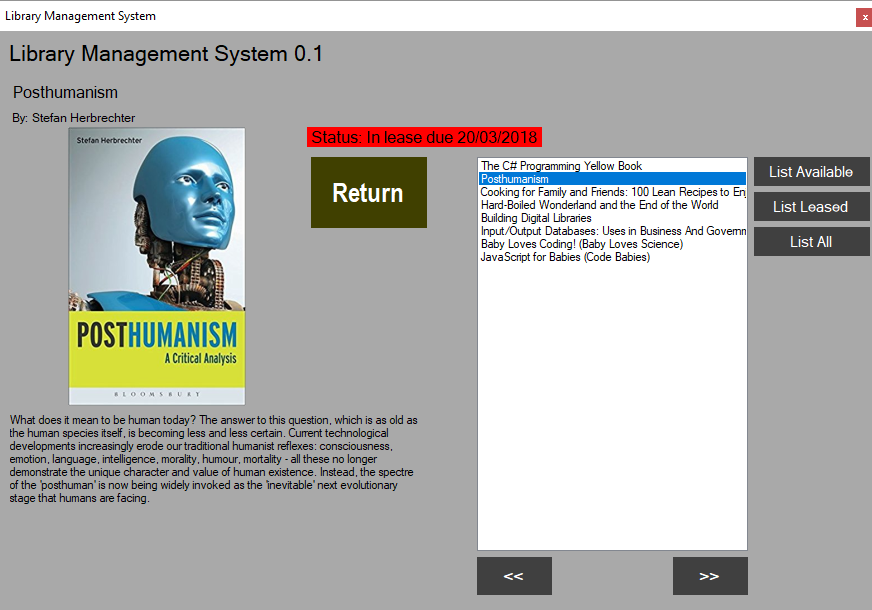 Library Management System
x
Library Management System 0.1
Posthumanism
By: Stefan Herbrechter
Stefan Herbrechter
POSTHUMANISM
A Critical Analysis
BLOOMSBURY
What does it mean to be human today? The answer to this question, which is as old as
the human species itself, is becoming less and less certain. Current technological
developments increasingly erode our traditional humanist reflexes: consciousness,
emotion, language, intelligence, morality, humour, mortality - all these no longer
demonstrate the unique character and value of human existence. Instead, the spectre
of the 'posthuman' is now being widely invoked as the 'inevitable' next evolutionary
stage that humans are facing.
Status: In lease due 20/03/2018
Return
The C# Programming Yellow Book
Posthumanism
Cooking for Family and Friends: 100 Lean Recipes to Enj
Hard-Boiled Wonderland and the End of the World
Building Digital Libraries
Input/Output Databases: Uses in Business And Governm
Baby Loves Coding! (Baby Loves Science)
JavaScript for Babies (Code Babies)
<<
>>
List Available
List Leased
List All